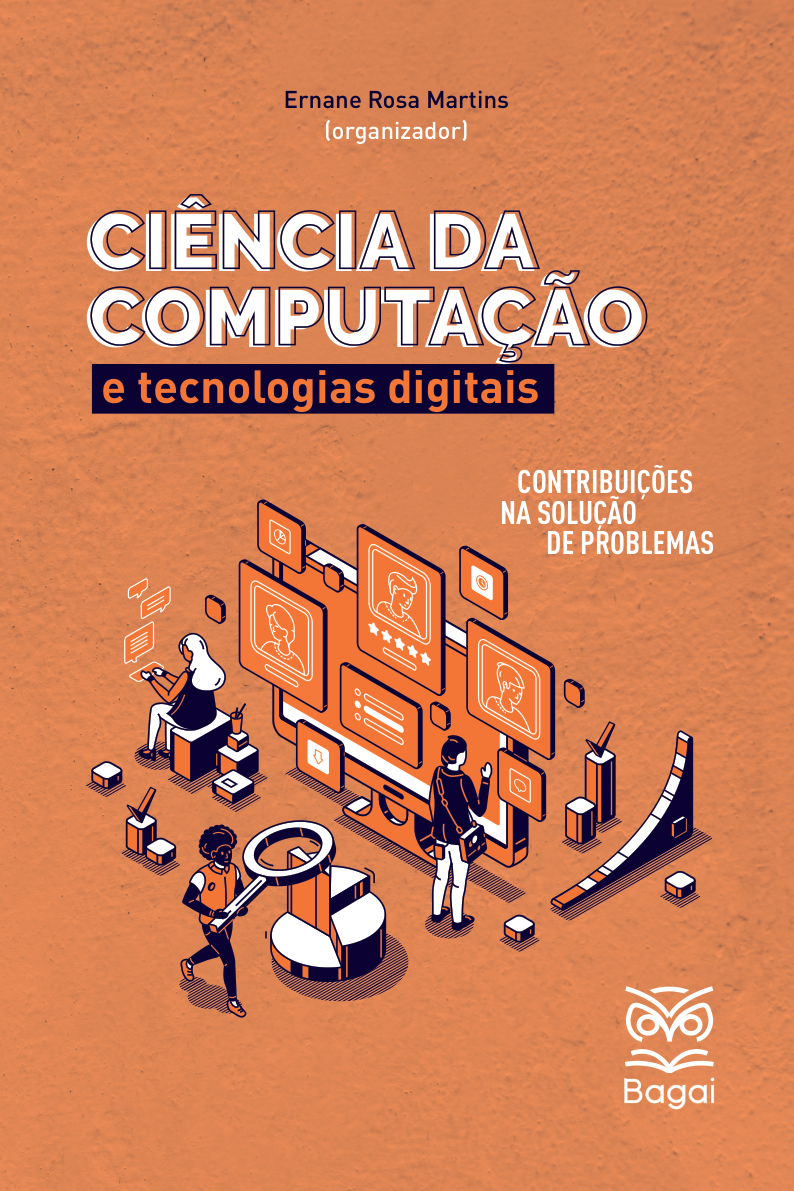 Ernane Rosa Martins
(organizador)
CIÊNCIA DA
COMPUTAÇÃO
e tecnologias digitais
CONTRIBUIÇÕES
NA SOLUÇÃO
DE PROBLEMAS
Bagai